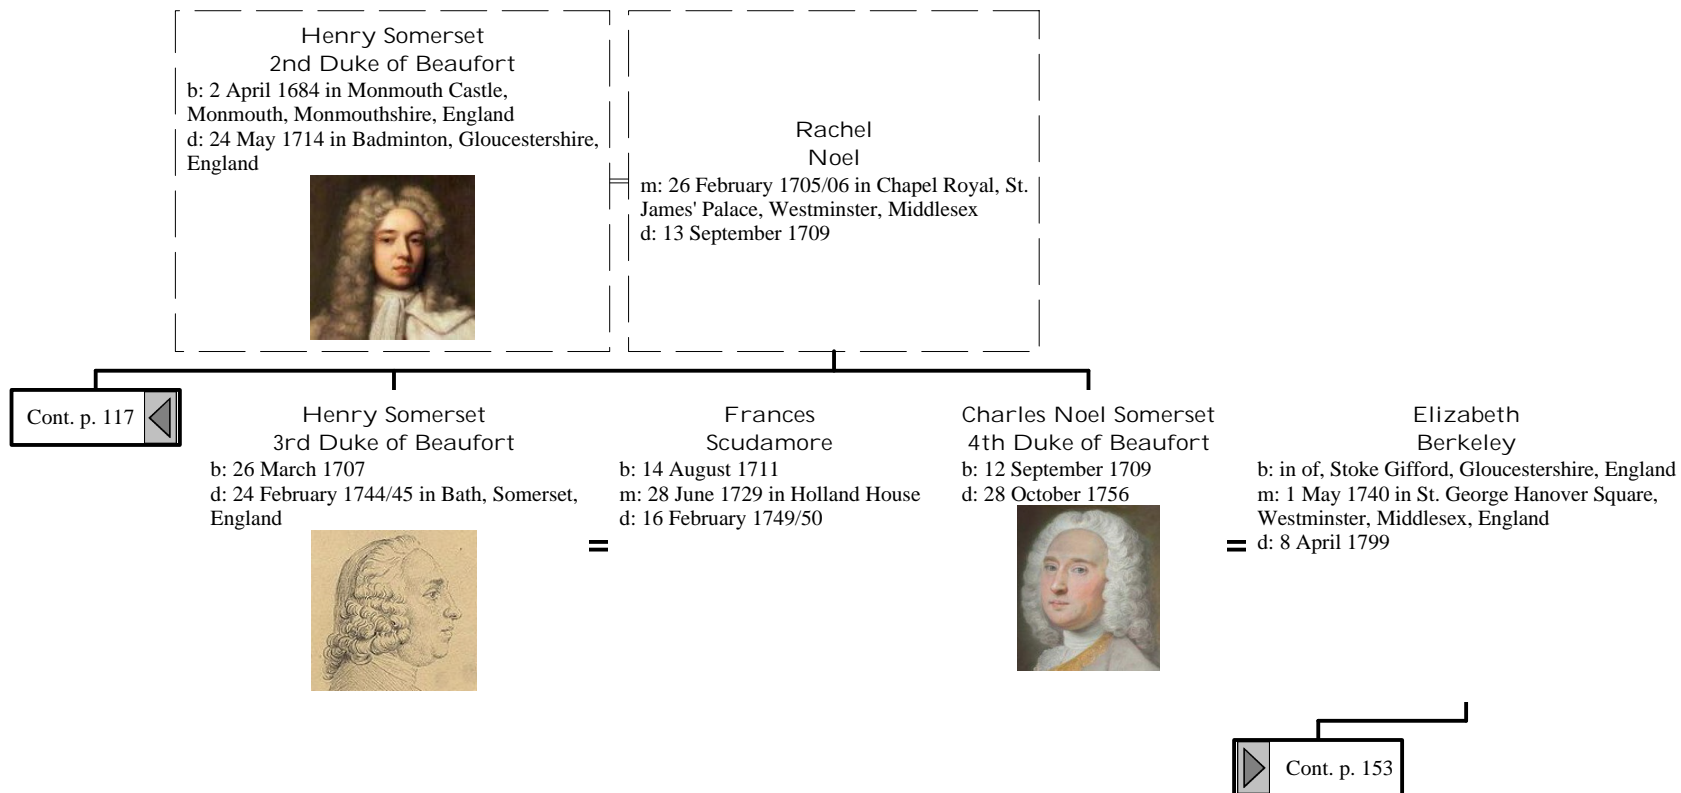 Henry Somerset
2nd Duke of Beaufort
b: 2 April 1684 in Monmouth Castle,
Monmouth, Monmouthshire, England
d: 24 May 1714 in Badminton, Gloucestershire,
England
Rachel
Noel
m: 26 February 1705/06 in Chapel Royal, St.
James' Palace, Westminster, Middlesex
d: 13 September 1709
=
Cont. p. 117
Henry Somerset
3rd Duke of Beaufort
b: 26 March 1707
d: 24 February 1744/45 in Bath, Somerset,
England
=
Frances
Scudamore
b: 14 August 1711
m: 28 June 1729 in Holland House
d: 16 February 1749/50
Charles Noel Somerset
4th Duke of Beaufort
b: 12 September 1709
d: 28 October 1756
=
Elizabeth
Berkeley
b: in of, Stoke Gifford, Gloucestershire, England
m: 1 May 1740 in St. George Hanover Square,
Westminster, Middlesex, England
d: 8 April 1799
Cont. p. 153